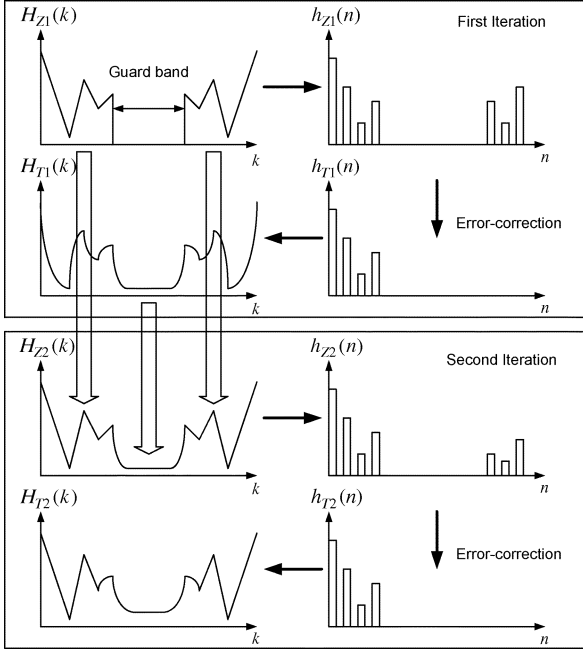 H_{Z1}(k)
h_{Z1}(n)
First Iteration
Guard band
k
n
H_{T1}(k)
h_{T1}(n)
Error-correction
k
n
H_{Z2}(k)
h_{Z2}(n)
Second Iteration
k
n
H_{T2}(k)
h_{T2}(n)
Error-correction
k
n